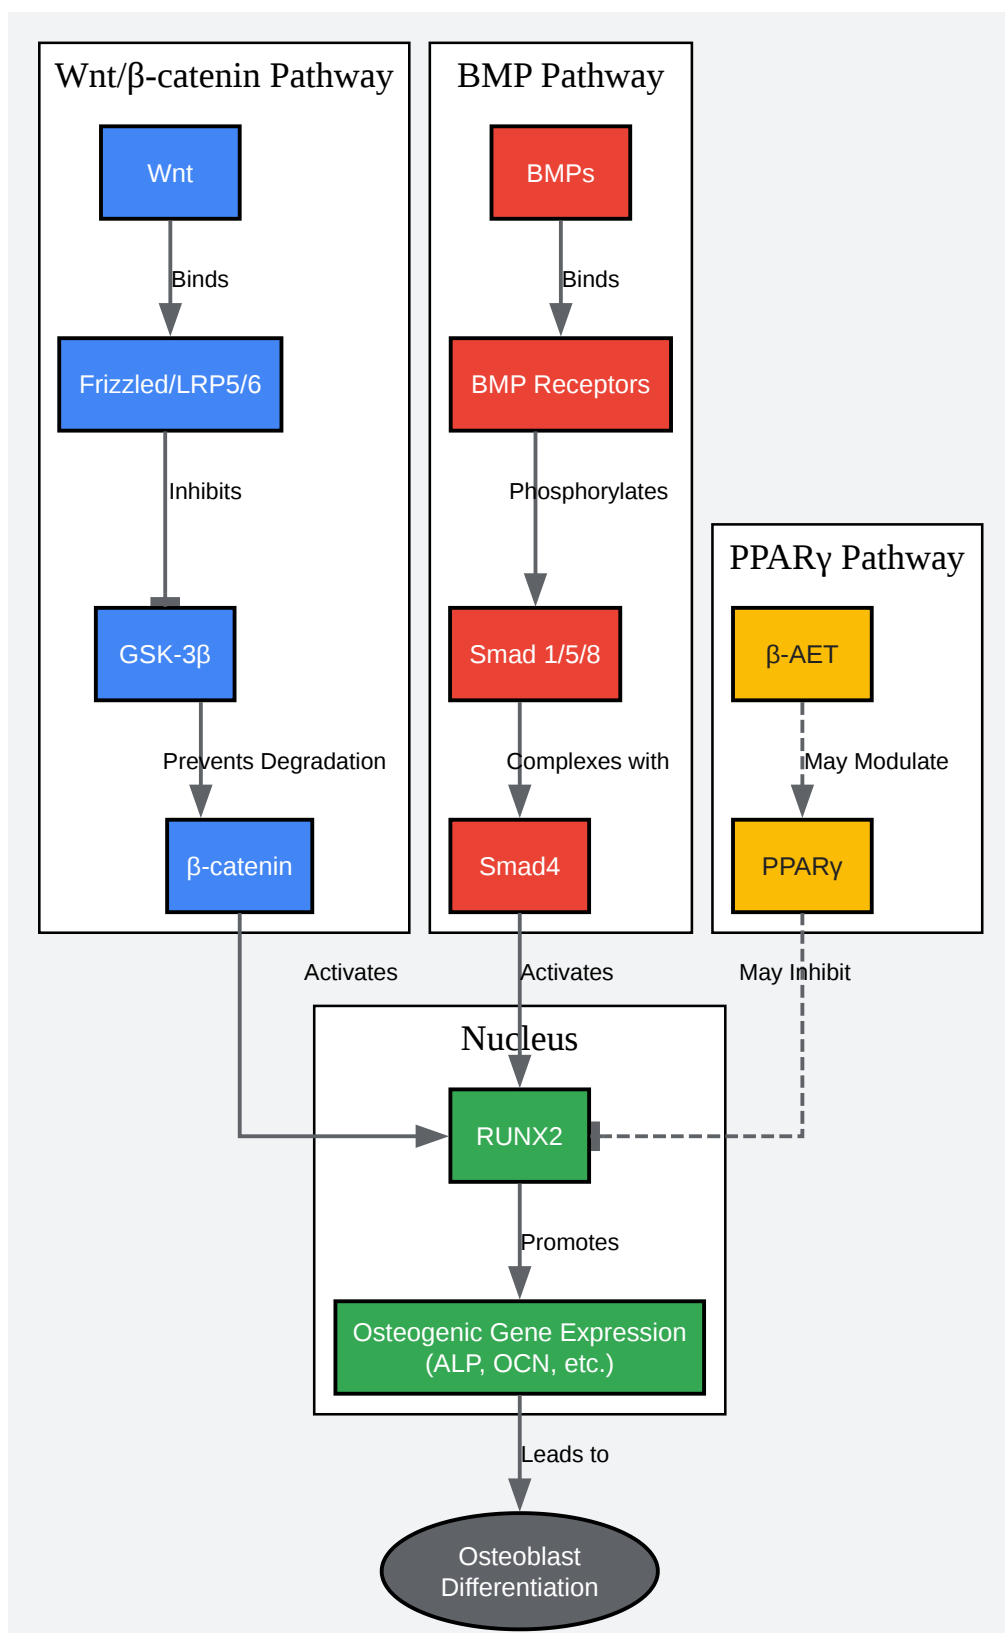 Wnt/β-catenin Pathway
Wnt
Binds
Frizzled/LRP5/6
Inhibits
GSK-3β
Prevents Degradation
β-catenin
Activates
BMP Pathway
BMPs
Binds
BMP Receptors
Phosphorylates
Smad 1/5/8
Complexes with
Smad4
Activates
PPARγ Pathway
β-AET
May Modulate
PPARγ
May Inhibit
Nucleus
RUNX2
Promotes
Osteogenic Gene Expression
(ALP, OCN, etc.)
Leads to
Osteoblast
Differentiation